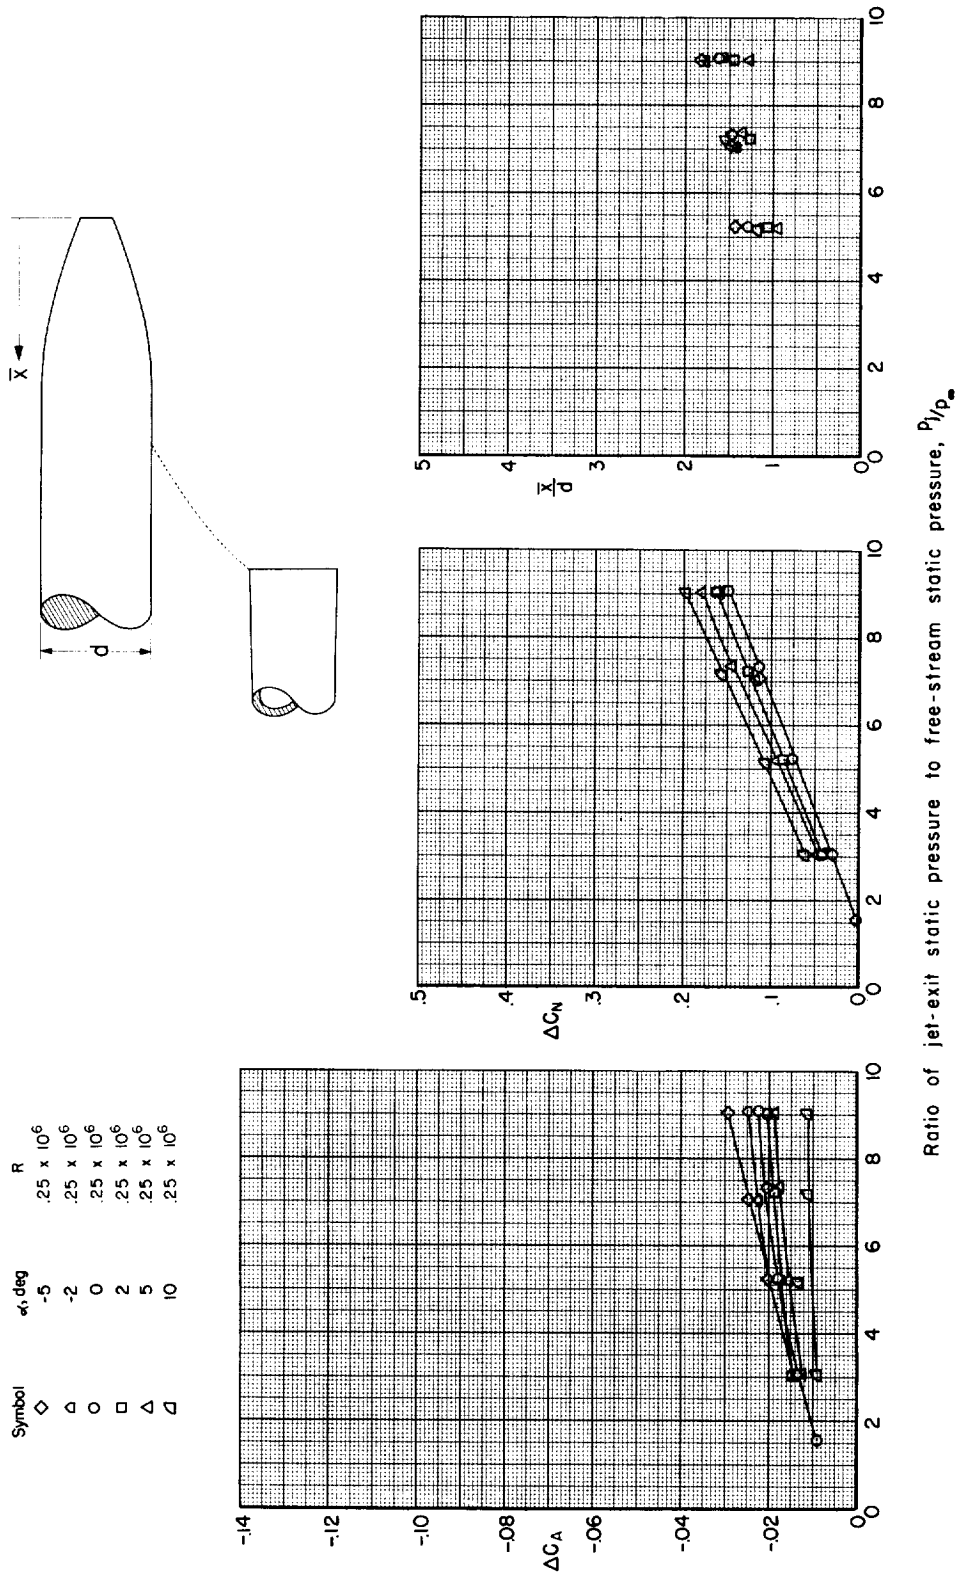 Symbol α, deg R
◇ -5 .25 x 10⁶
-2 .25 x 10⁶
○ 0 .25 x 10⁶
□ 2 .25 x 10⁶
△ 5 .25 x 10⁶
10 .25 x 10⁶
x̄
d
-.14
-.12
-.10
-.08
ΔC_A
-.06
-.04
-.02
0
0 2 4 6 8 10
.5
.4
.3
ΔC_N
.2
.1
0
0 2 4 6 8 10
5
4
x̄/d
3
2
.1
0
0 2 4 6 8 10
Ratio of jet-exit static pressure to free-stream static pressure, p_j/p_∞